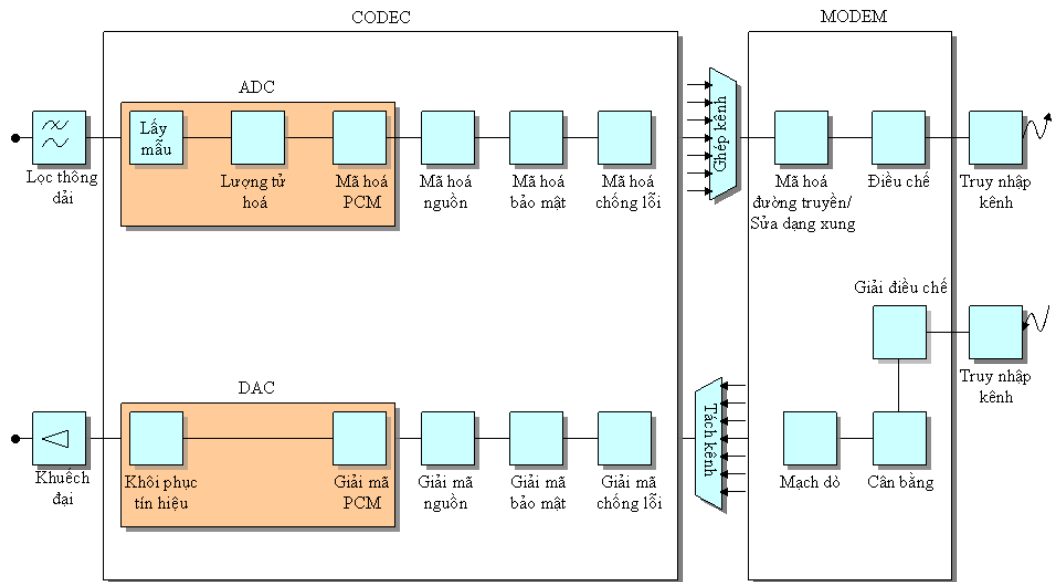 CODEC
MODEM
ADC
Lọc thông
dải
Lấy
mẫu
Lượng tử
hoá
Mã hoá
PCM
Mã hoá
nguồn
Mã hoá
bảo mật
Mã hoá
chống lỗi
Ghép kênh
Mã hoá
đường truyền/
Sửa dạng xung
Điều chế
Truy nhập
kênh
Giải điều chế
Truy nhập
kênh
DAC
Khuếch
đại
Khôi phục
tín hiệu
Giải mã
PCM
Giải mã
nguồn
Giải mã
bảo mật
Giải mã
chống lỗi
Tách kênh
Mạch dò
Cân bằng